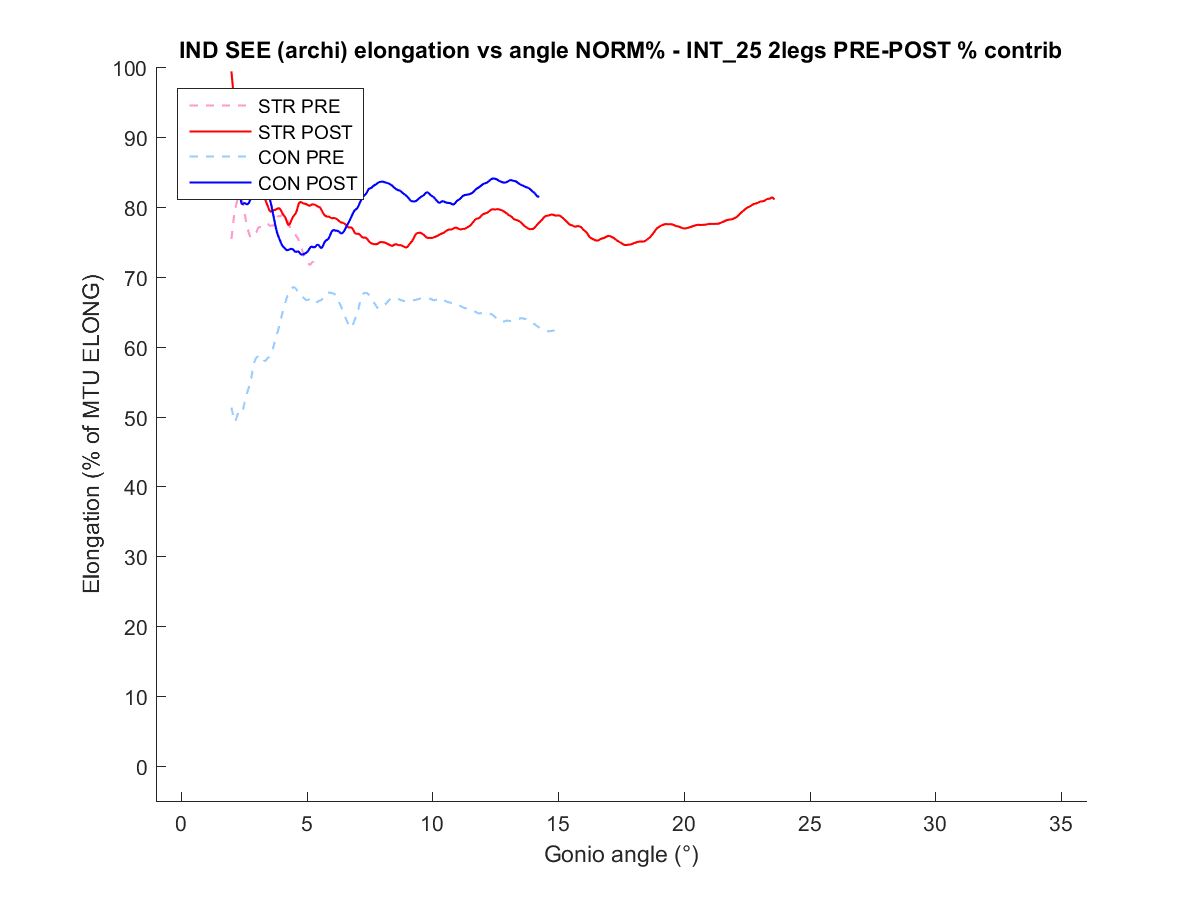 IND SEE (archi) elongation vs angle NORM% - INT_25 2legs PRE-POST % contrib
100
90
80
70
60
50
40
30
20
10
0
Elongation (% of MTU ELONG)
STR PRE
STR POST
CON PRE
CON POST
0 5 10 15 20 25 30 35
Gonio angle (°)